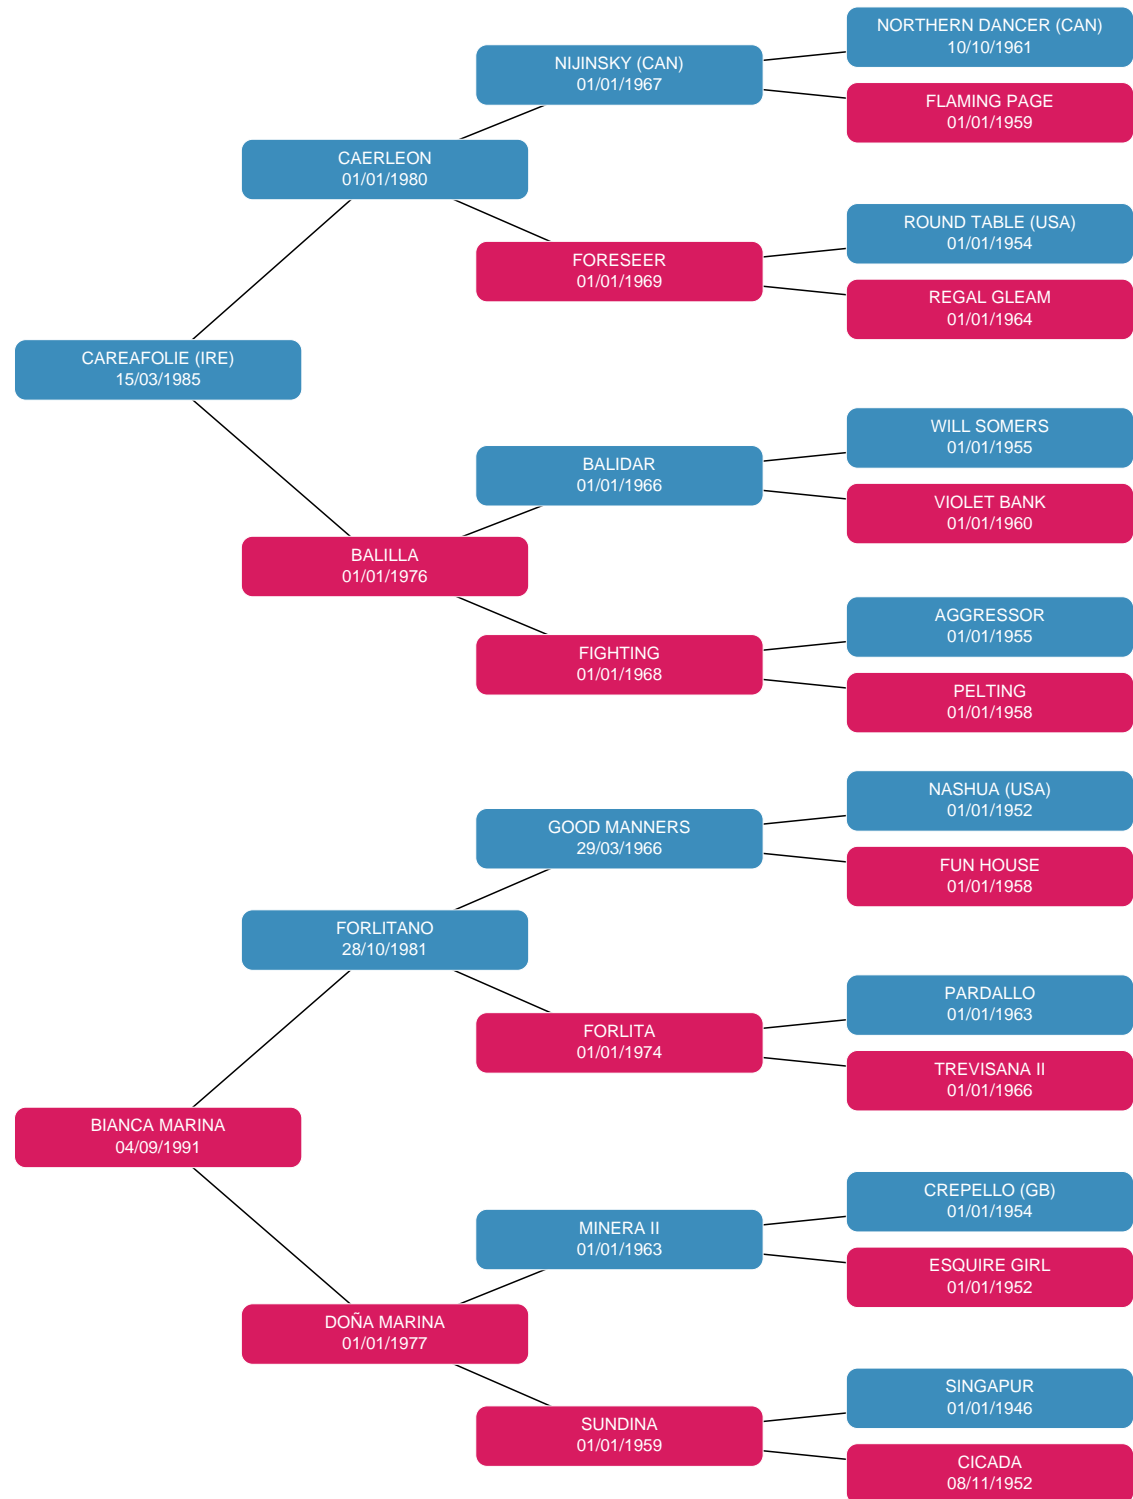 NORTHERN DANCER (CAN)
10/10/1961
NIJINSKY (CAN)
01/01/1967
FLAMING PAGE
01/01/1959
CAERLEON
01/01/1980
ROUND TABLE (USA)
01/01/1954
FORESEER
01/01/1969
REGAL GLEAM
01/01/1964
CAREAFOLIE (IRE)
15/03/1985
WILL SOMERS
01/01/1955
BALIDAR
01/01/1966
VIOLET BANK
01/01/1960
BALILLA
01/01/1976
AGGRESSOR
01/01/1955
FIGHTING
01/01/1968
PELTING
01/01/1958
NASHUA (USA)
01/01/1952
GOOD MANNERS
29/03/1966
FUN HOUSE
01/01/1958
FORLITANO
28/10/1981
PARDALLO
01/01/1963
FORLITA
01/01/1974
TREVISANA II
01/01/1966
BIANCA MARINA
04/09/1991
CREPELLO (GB)
01/01/1954
MINERA II
01/01/1963
ESQUIRE GIRL
01/01/1952
DOÑA MARINA
01/01/1977
SINGAPUR
01/01/1946
SUNDINA
01/01/1959
CICADA
08/11/1952